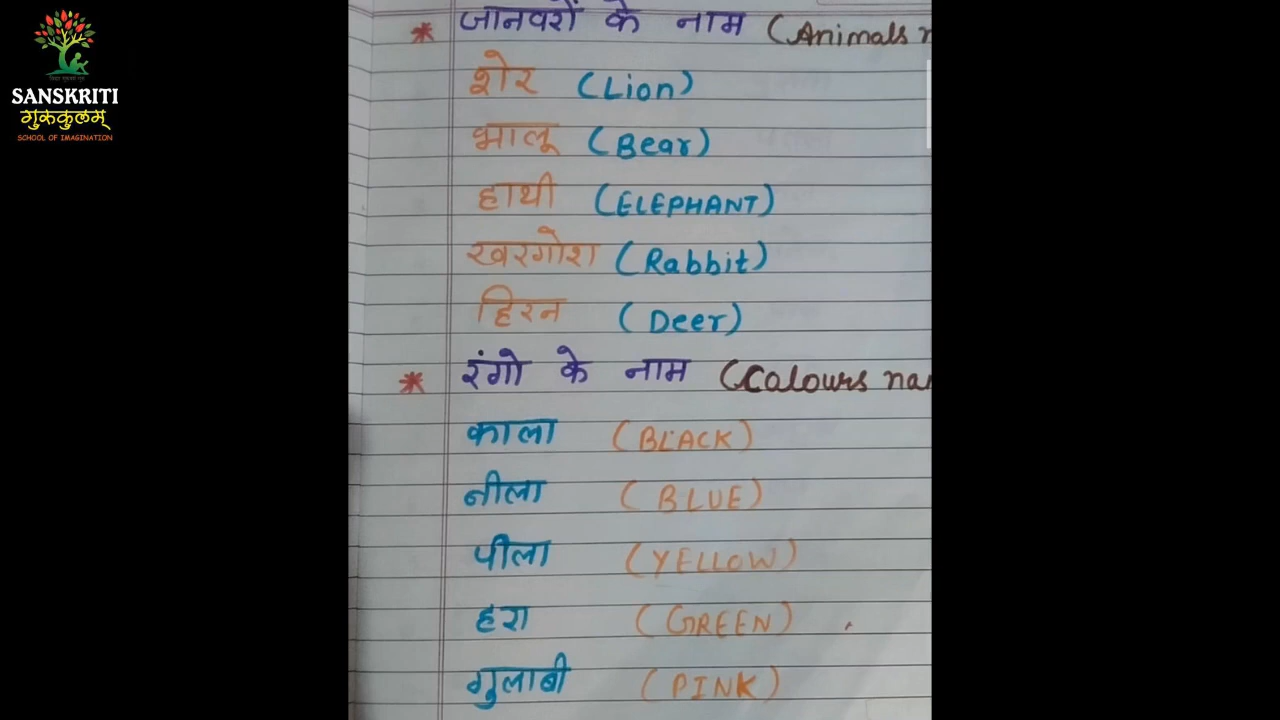 SANSKRITI
गुरुकुलम्
SCHOOL OF IMAGINATION
* जानवरों के नाम (Animals n
शेर (Lion)
भालू (Bear)
हाथी (ELEPHANT)
खरगोश (Rabbit)
हिरन (Deer)
* रंगो के नाम (Colours na
काला (BLACK)
नीला (BLUE)
पीला (YELLOW)
हरा (GREEN)
गुलाबी (PINK)